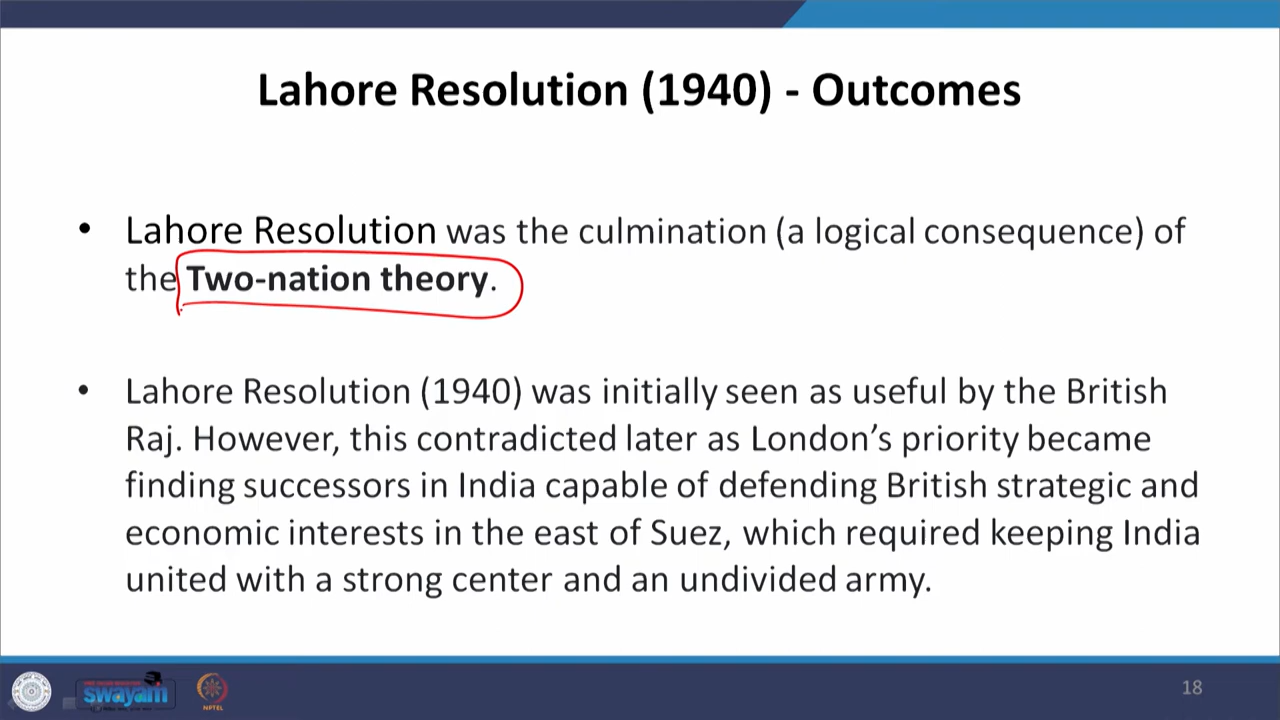 Lahore Resolution (1940) - Outcomes
• Lahore Resolution was the culmination (a logical consequence) of
the Two-nation theory.
• Lahore Resolution (1940) was initially seen as useful by the British
Raj. However, this contradicted later as London’s priority became
finding successors in India capable of defending British strategic and
economic interests in the east of Suez, which required keeping India
united with a strong center and an undivided army.
swayam
NPTEL
18